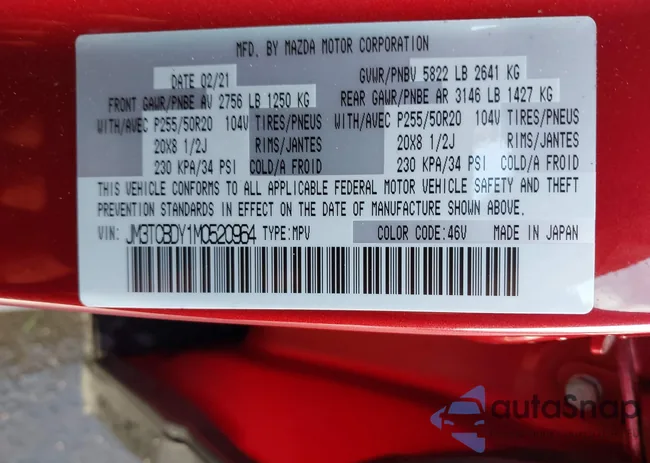 MFD. BY MAZDA MOTOR CORPORATION
DATE 02/21 GVWR/PNBV 5822 LB 2641 KG
FRONT GAWR/PNBE AV 2756 LB 1250 KG REAR GAWR/PNBE AR 3146 LB 1427 KG
WITH/AVEC P255/50R20 104V TIRES/PNEUS WITH/AVEC P255/50R20 104V TIRES/PNEUS
20X8 1/2J RIMS/JANTES 20X8 1/2J RIMS/JANTES
230 KPA/34 PSI COLD/A FROID 230 KPA/34 PSI COLD/A FROID
THIS VEHICLE CONFORMS TO ALL APPLICABLE FEDERAL MOTOR VEHICLE SAFETY AND THEFT
PREVENTION STANDARDS IN EFFECT ON THE DATE OF MANUFACTURE SHOWN ABOVE.
VIN: JM3TCBDY1M0520964 TYPE:MPV COLOR CODE:46V MADE IN JAPAN
autoSnap